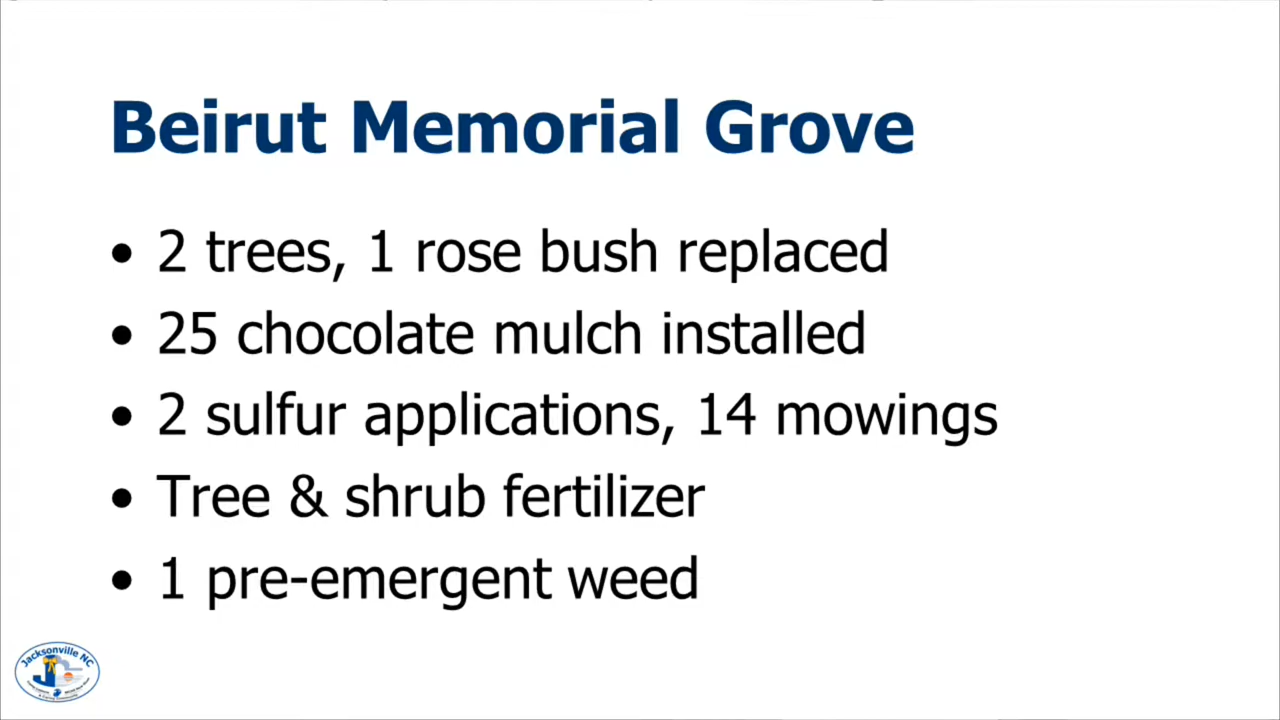 Beirut Memorial Grove
• 2 trees, 1 rose bush replaced
• 25 chocolate mulch installed
• 2 sulfur applications, 14 mowings
• Tree & shrub fertilizer
• 1 pre-emergent weed
Jacksonville NC